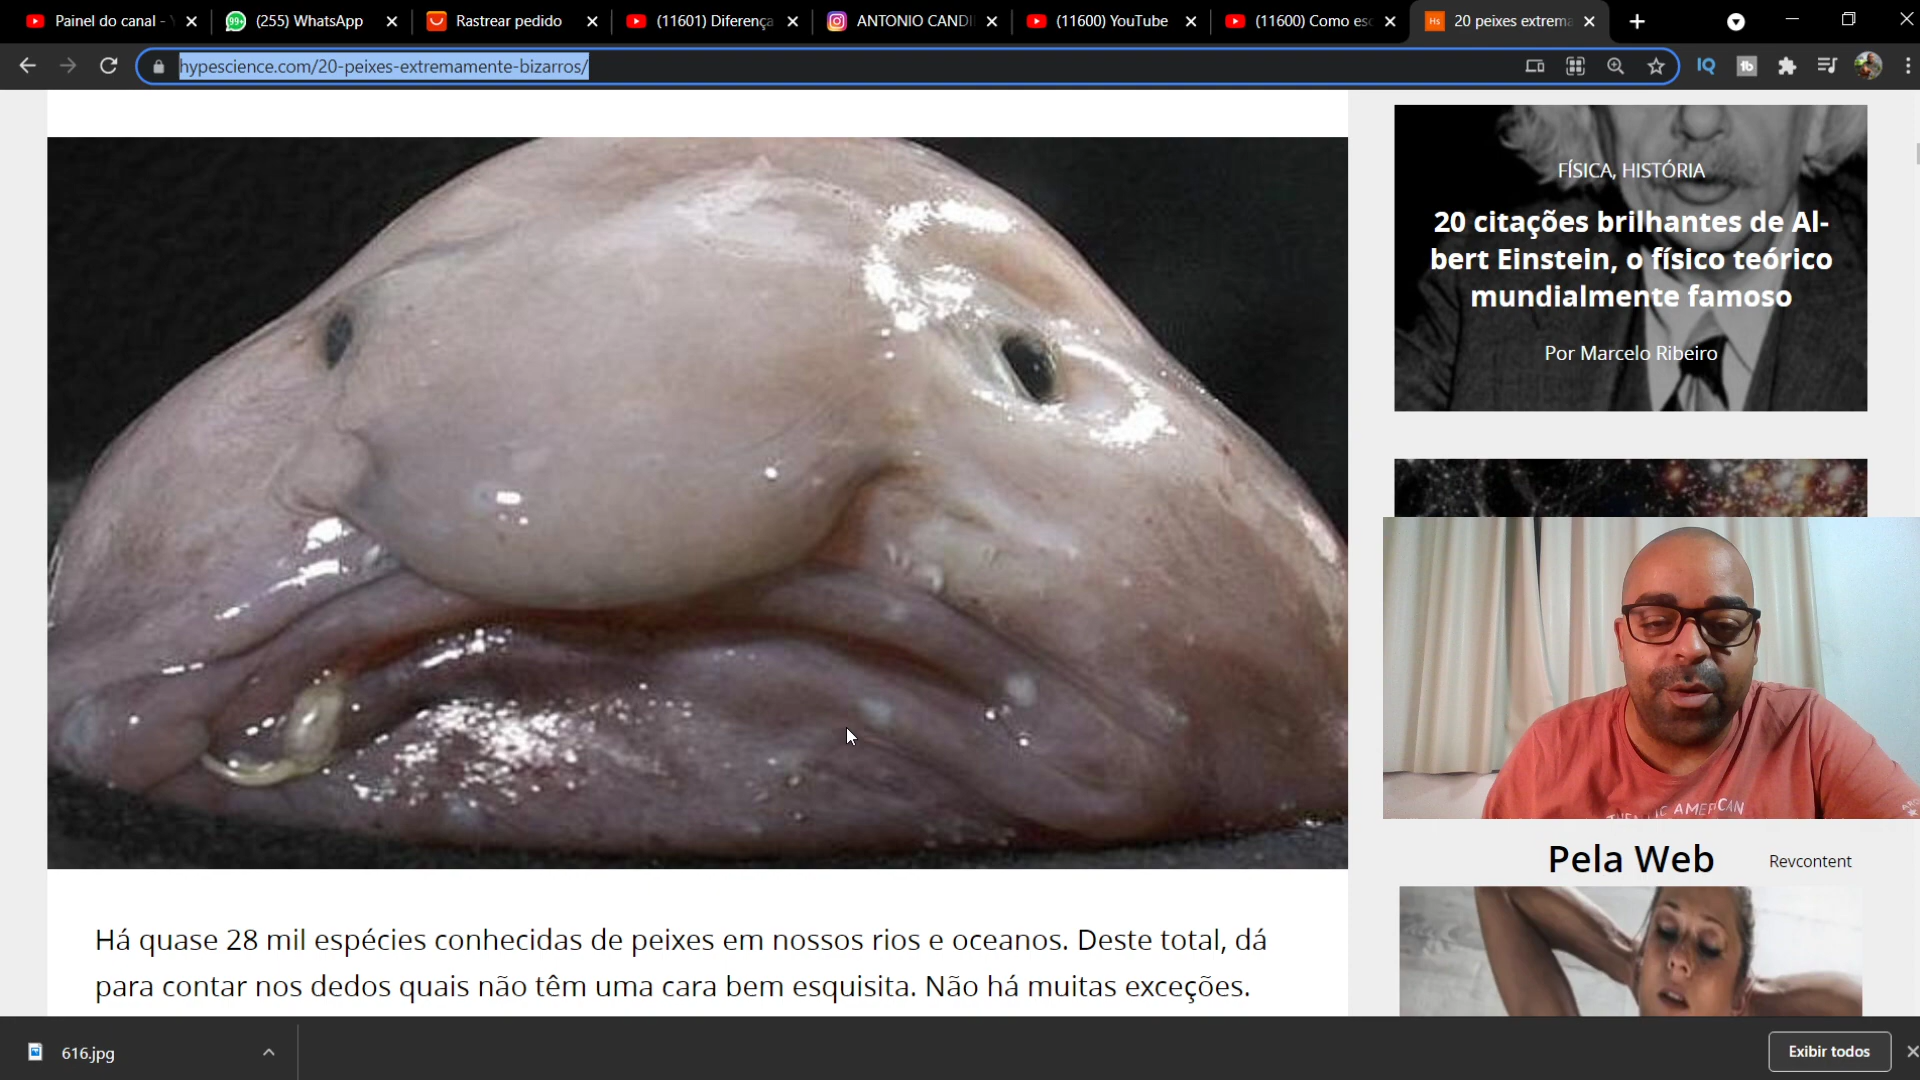 Painel do canal - Y
(255) WhatsApp
Rastrear pedido
(11601) Diferença
ANTONIO CANDI
(11600) YouTube
(11600) Como es
20 peixes extrema
hypescience.com/20-peixes-extremamente-bizarros/
FÍSICA, HISTÓRIA
20 citações brilhantes de Al-
bert Einstein, o físico teórico
mundialmente famoso
Por Marcelo Ribeiro
Pela Web
Revcontent
Há quase 28 mil espécies conhecidas de peixes em nossos rios e oceanos. Deste total, dá
para contar nos dedos quais não têm uma cara bem esquisita. Não há muitas exceções.
616.jpg
Exibir todos